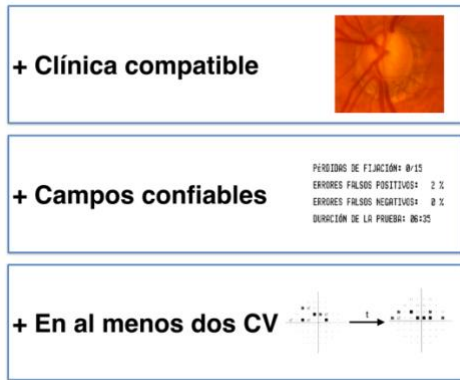 + Clínica compatible
PÉRDIDAS DE FIJACIÓN: 0/15
ERRORES FALSOS POSITIVOS: 2 %
+ Campos confiables
ERRORES FALSOS NEGATIVOS: 0 %
DURACIÓN DE LA PRUEBA: 06:35
+ En al menos dos CV
t